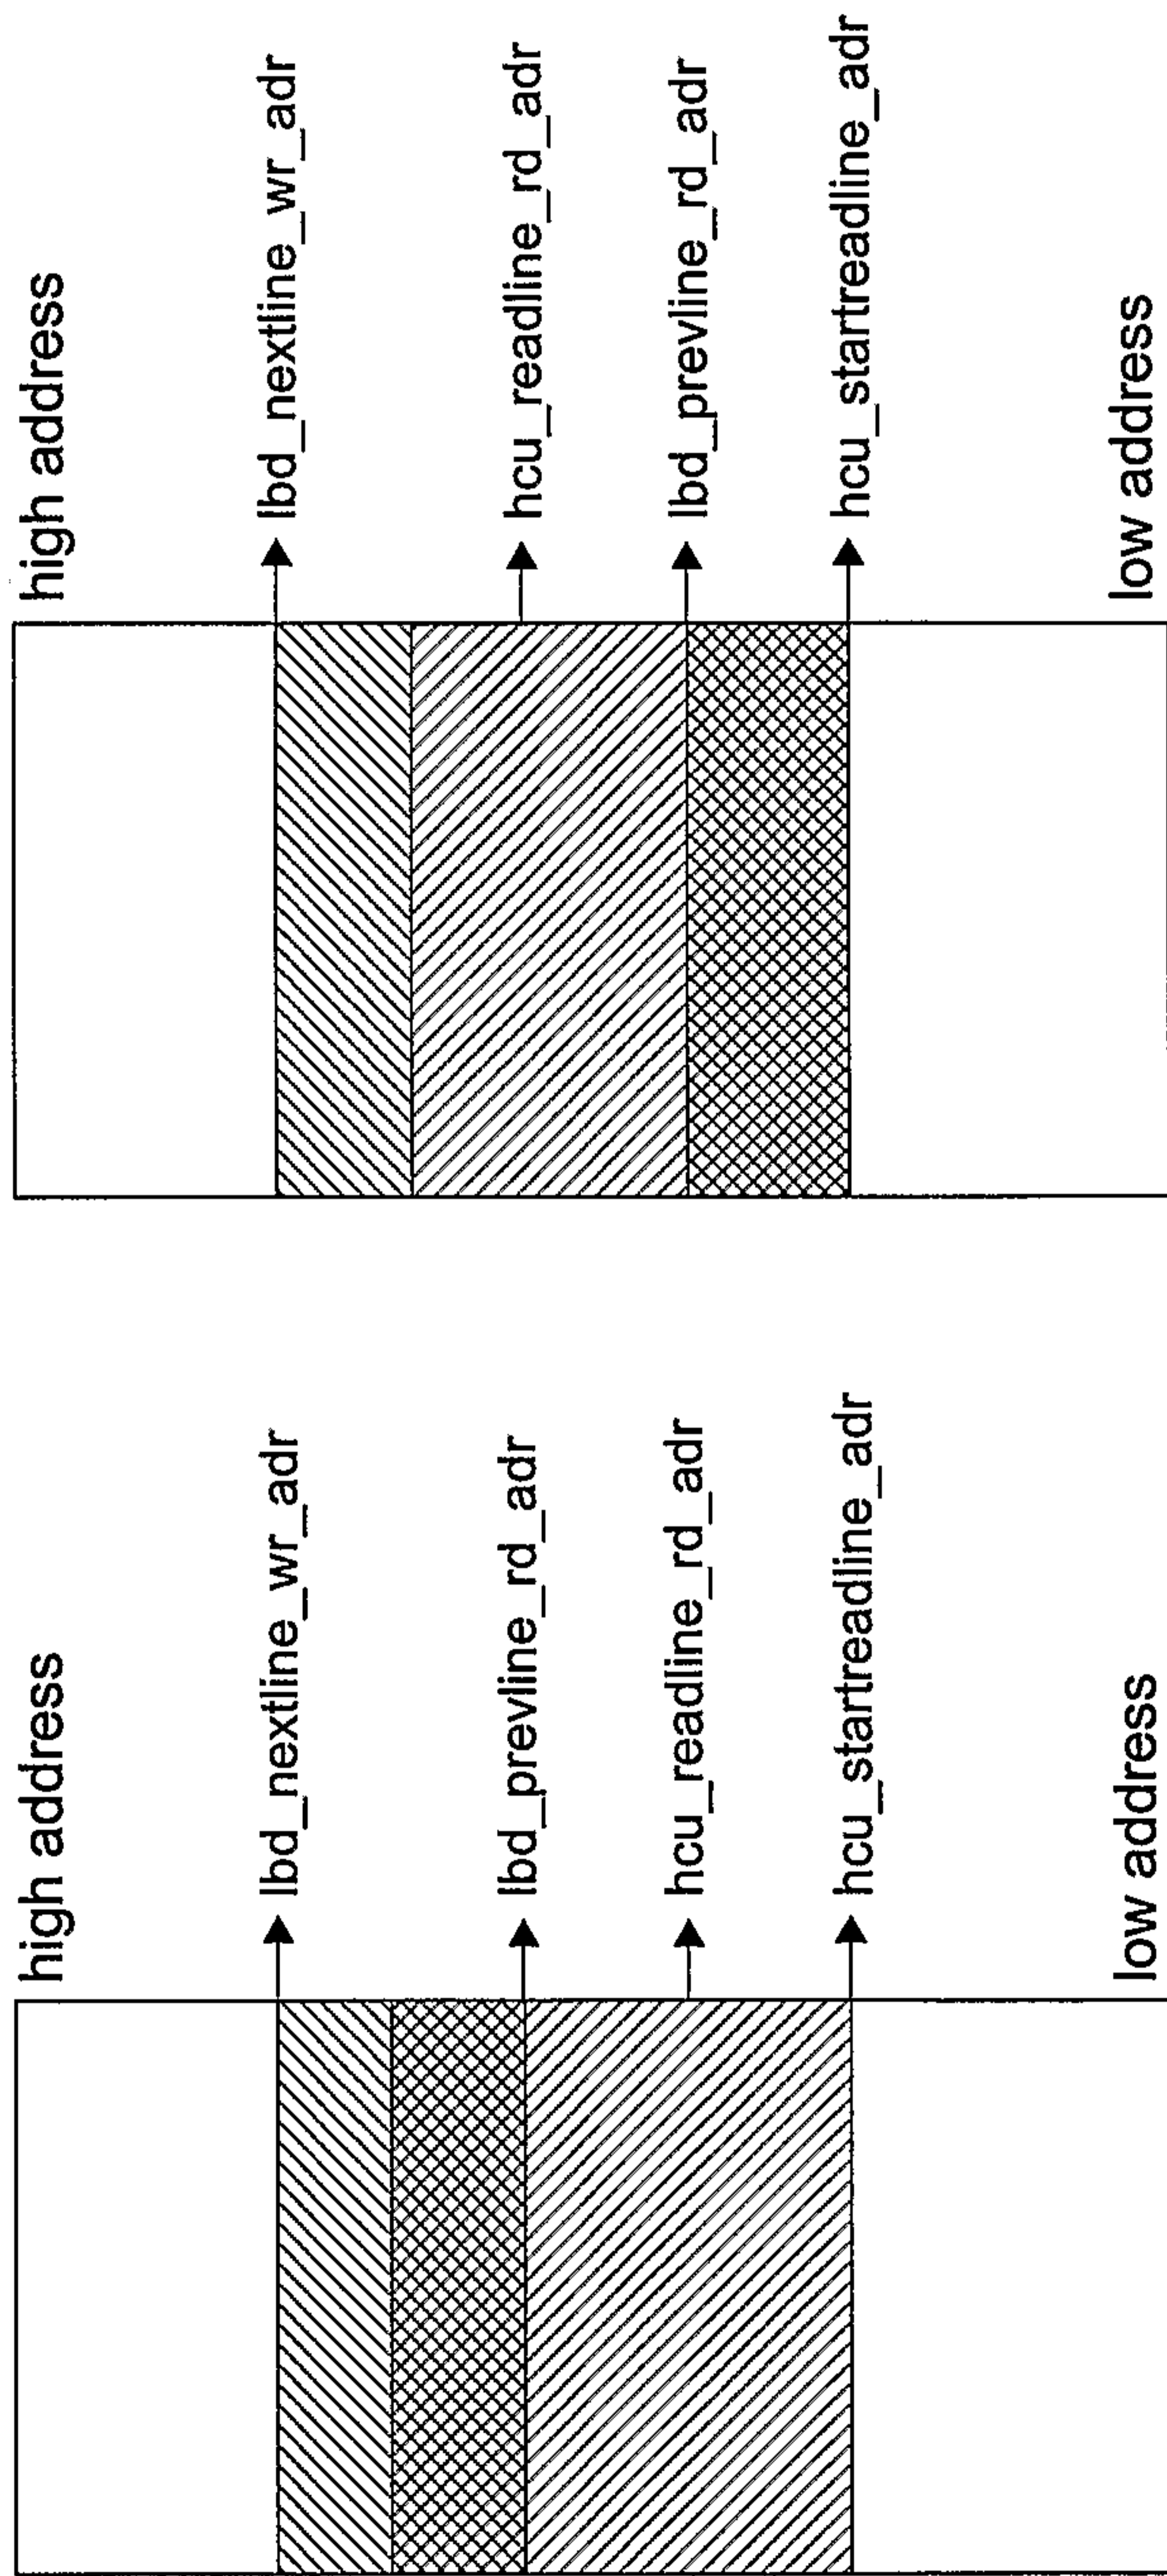 high address
lbd_nextline_wr_adr
lbd_prevline_rd_adr
hcu_readline_rd_adr
hcu_startreadline_adr
low address
high address
lbd_nextline_wr_adr
hcu_readline_rd_adr
lbd_prevline_rd_adr
hcu_startreadline_adr
low address